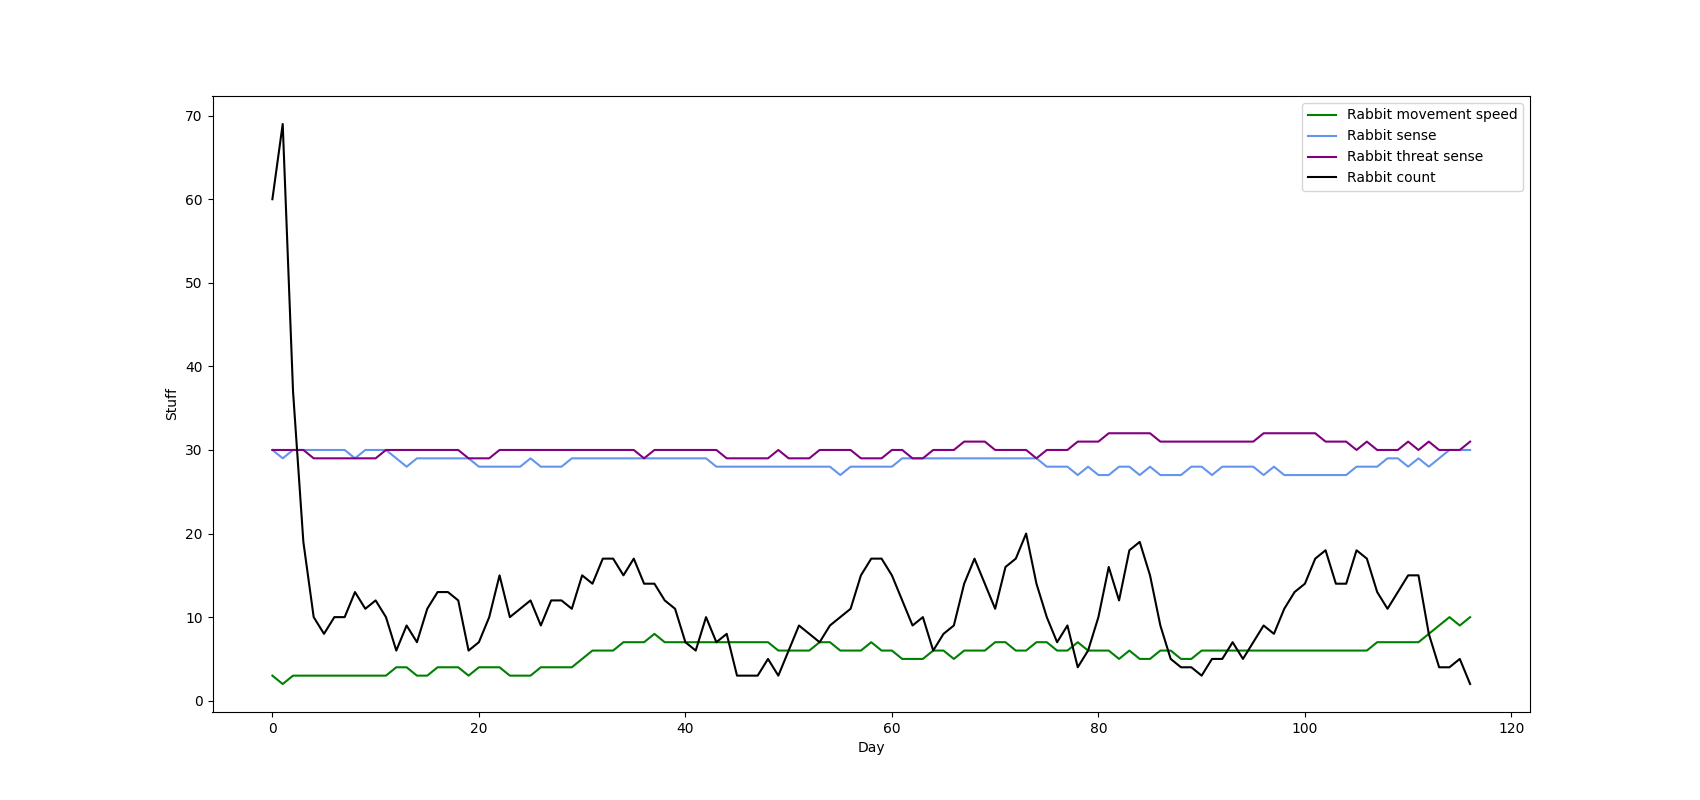 Rabbit movement speed
Rabbit sense
Rabbit threat sense
Rabbit count
70
60
50
40
30
20
10
0
Stuff
0 20 40 60 80 100 120
Day